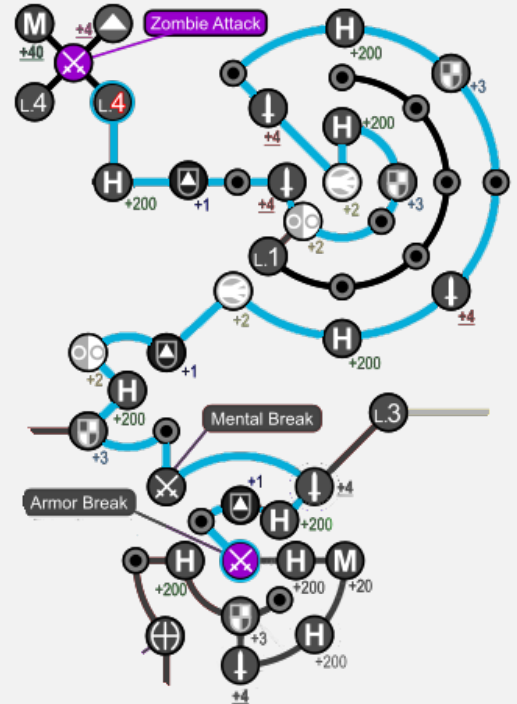 M
+4
Zombie Attack
+40
L.4
L.4
H
+200
+3
H
+200
+4
H
+200
+1
+4
+2
+3
+2
L.1
+4
+2
H
+200
+2
+1
H
+200
L.3
+3
Mental Break
+4
+1
Armor Break
H
+200
H
+200
H
+200
M
+20
+3
H
+200
+4